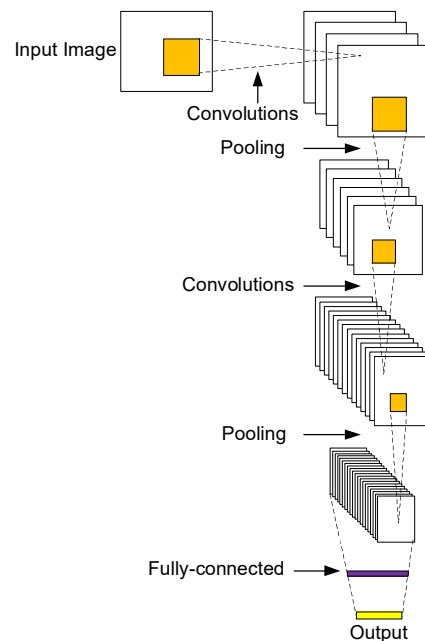 Input Image
Convolutions
Pooling
Convolutions
Pooling
Fully-connected
Output